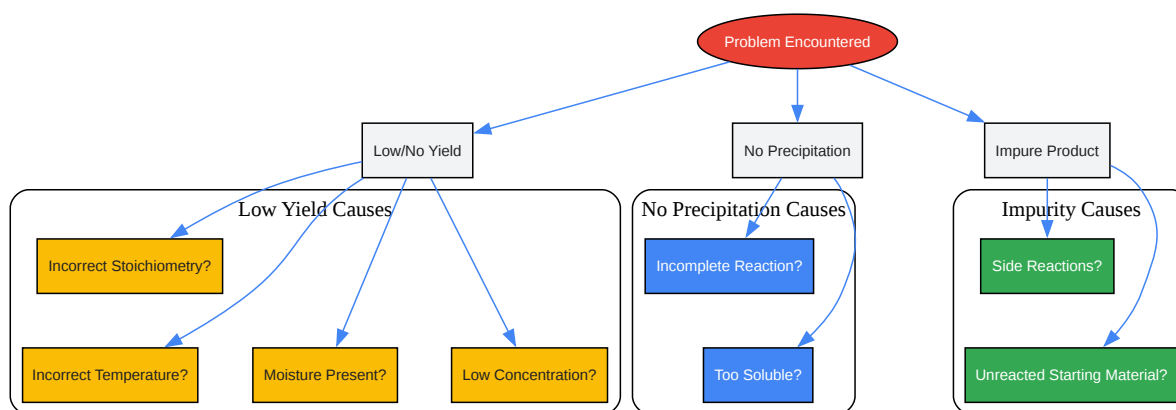 Problem Encountered
Low/No Yield
No Precipitation
Impure Product
Low Yield Causes
No Precipitation Causes
Impurity Causes
Incorrect Stoichiometry?
Incomplete Reaction?
Side Reactions?
Incorrect Temperature?
Moisture Present?
Low Concentration?
Too Soluble?
Unreacted Starting Material?